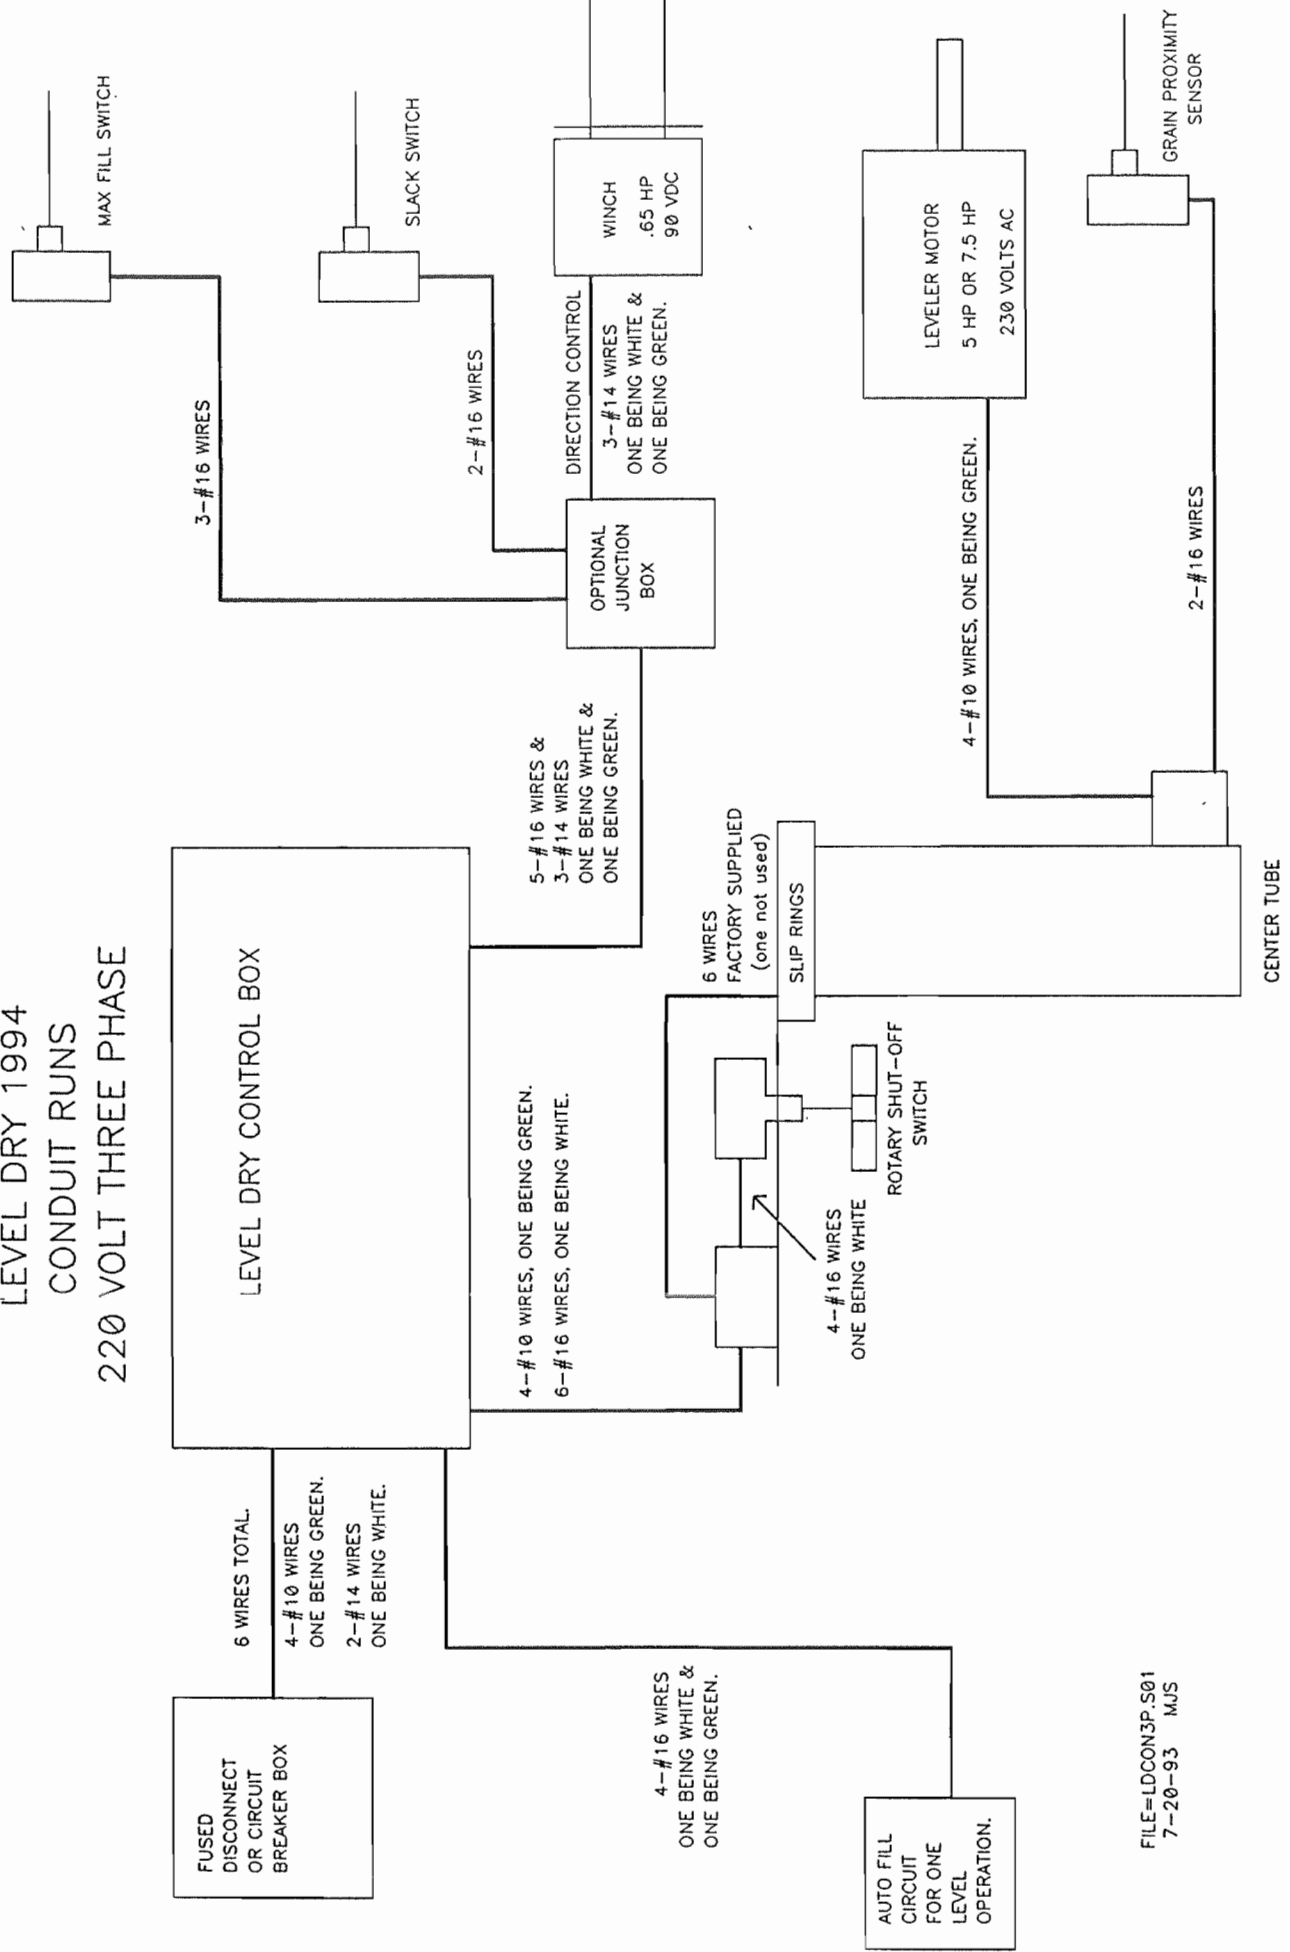 LEVEL DRY 1994
CONDUIT RUNS
220 VOLT THREE PHASE
FUSED
DISCONNECT
OR CIRCUIT
BREAKER BOX
6 WIRES TOTAL.
4-#10 WIRES
ONE BEING GREEN.
2-#14 WIRES
ONE BEING WHITE.
LEVEL DRY CONTROL BOX
3-#16 WIRES
MAX FILL SWITCH
2-#16 WIRES
SLACK SWITCH
5-#16 WIRES &
3-#14 WIRES
ONE BEING WHITE &
ONE BEING GREEN.
OPTIONAL
JUNCTION
BOX
DIRECTION CONTROL
3-#14 WIRES
ONE BEING WHITE &
ONE BEING GREEN.
WINCH
.65 HP
90 VDC
4-#10 WIRES, ONE BEING GREEN.
6-#16 WIRES, ONE BEING WHITE.
6 WIRES
FACTORY SUPPLIED
(one not used)
SLIP RINGS
4-#16 WIRES
ONE BEING WHITE
ROTARY SHUT-OFF
SWITCH
4-#10 WIRES, ONE BEING GREEN.
LEVELER MOTOR
5 HP OR 7.5 HP
230 VOLTS AC
2-#16 WIRES
GRAIN PROXIMITY
SENSOR
CENTER TUBE
4-#16 WIRES
ONE BEING WHITE &
ONE BEING GREEN.
AUTO FILL
CIRCUIT
FOR ONE
LEVEL
OPERATION.
FILE=LDCON3P.S01
7-20-93 MJS